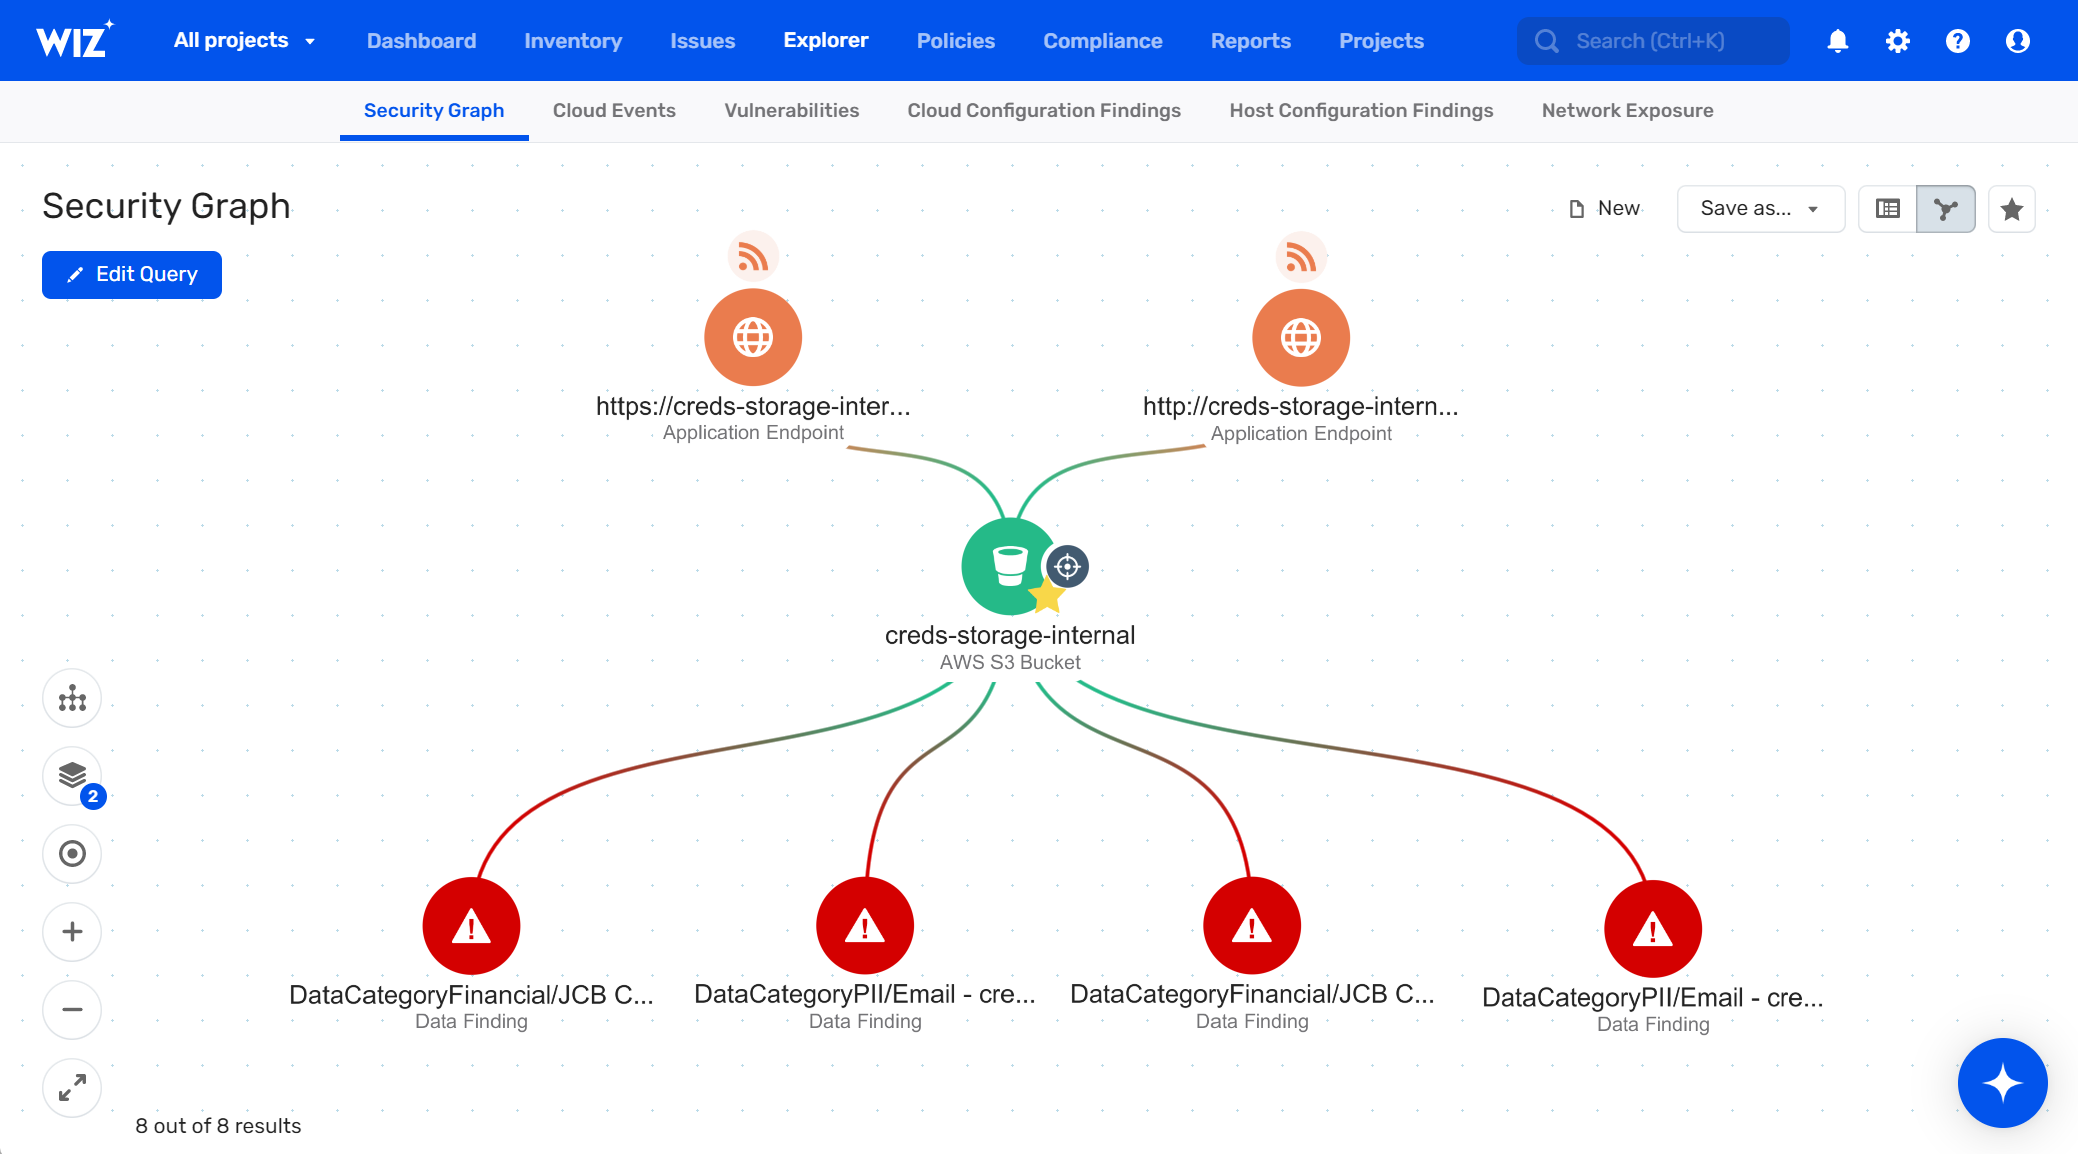 WIZ
All projects
Dashboard
Inventory
Issues
Explorer
Policies
Compliance
Reports
Projects
Search (Ctrl+K)
Security Graph
Cloud Events
Vulnerabilities
Cloud Configuration Findings
Host Configuration Findings
Network Exposure
Security Graph
New
Save as...
Edit Query
https://creds-storage-inter...
Application Endpoint
http://creds-storage-intern...
Application Endpoint
creds-storage-internal
AWS S3 Bucket
2
DataCategoryFinancial/JCB C...
Data Finding
DataCategoryPII/Email - cre...
Data Finding
DataCategoryFinancial/JCB C...
Data Finding
DataCategoryPII/Email - cre...
Data Finding
8 out of 8 results